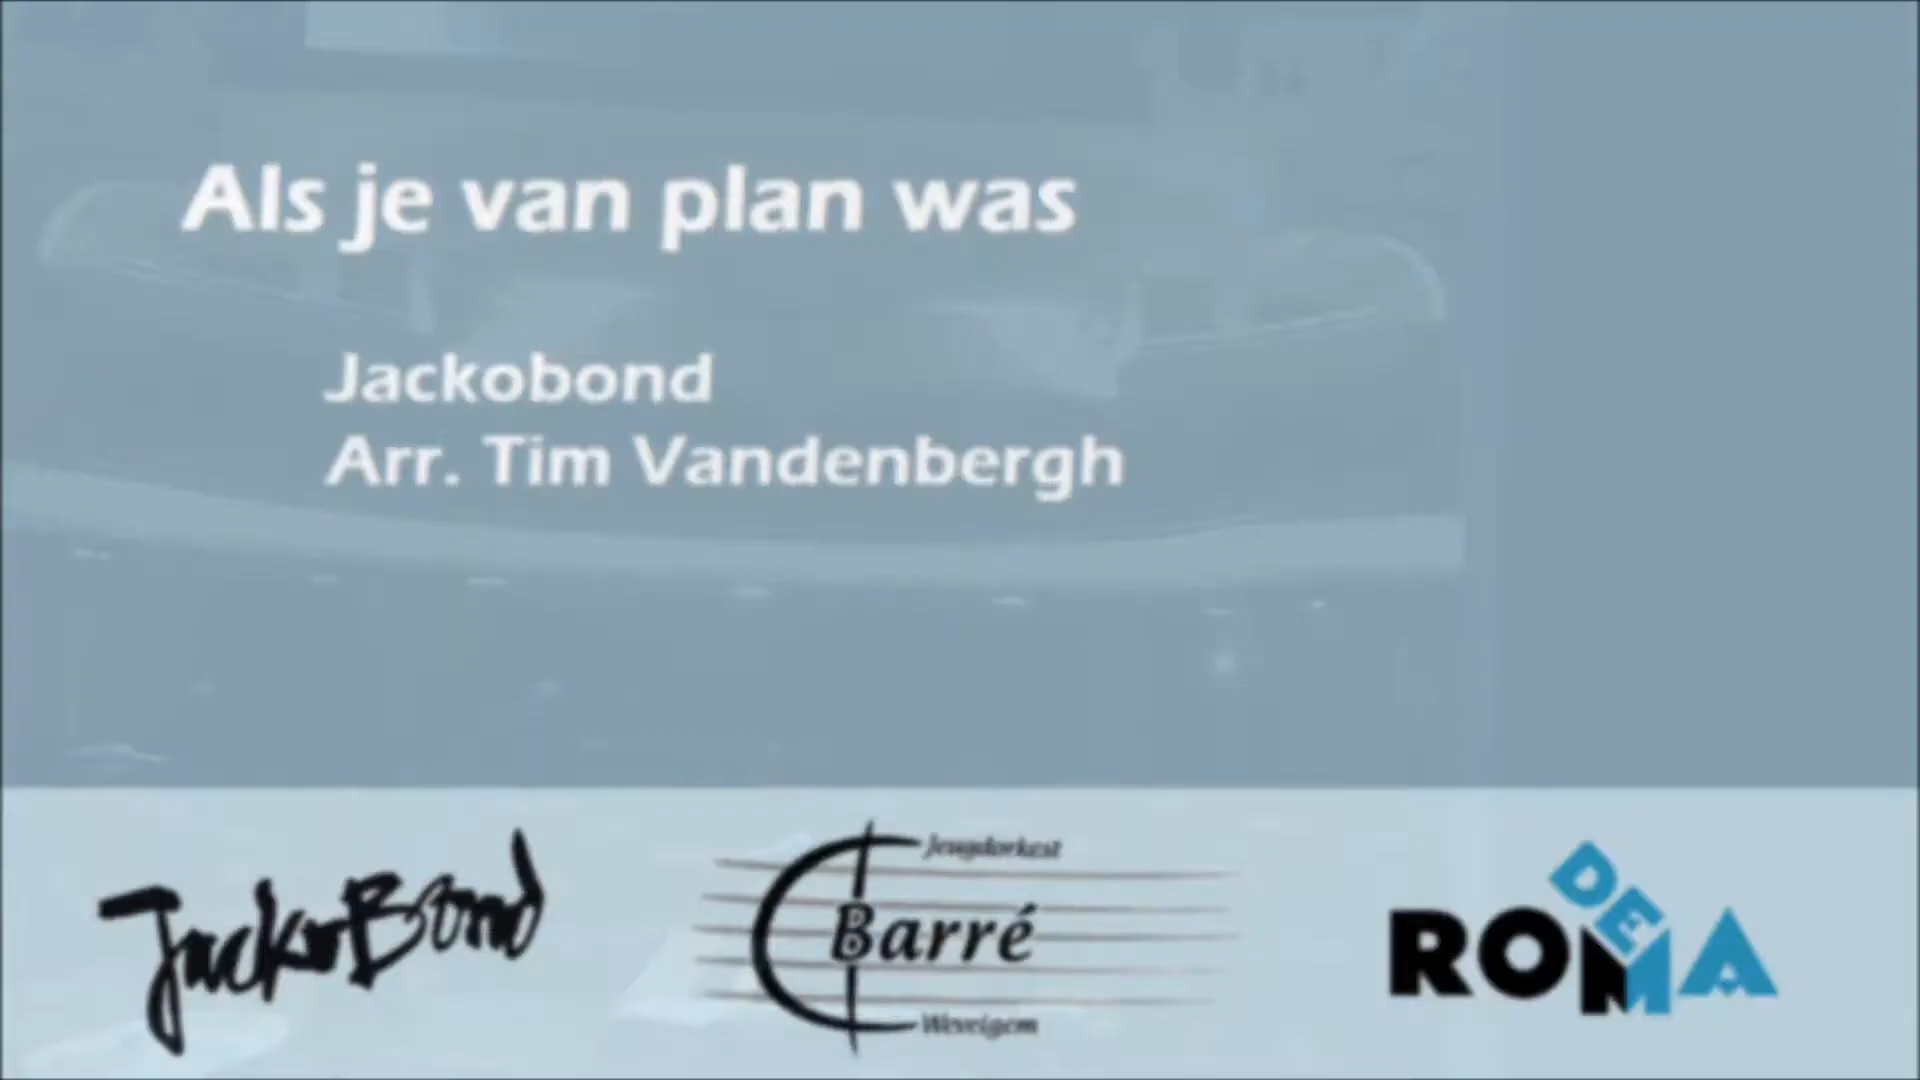 Als je van plan was
Jackobond
Arr. Tim Vandenbergh
JackoBond
Jeugdorkest
Barré
Wevelgem
DE
ROMA